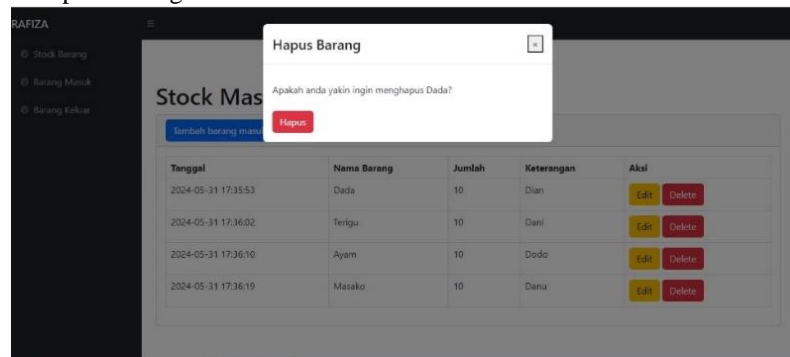 RAFIZA
Stock Barang
Barang Masuk
Barang Keluar
Hapus Barang
×
Apakah anda yakin ingin menghapus Dada?
Hapus
Stock Mas
Tambah barang masu
Tanggal Nama Barang Jumlah Keterangan Aksi
2024-05-31 17:35:53 Dada 10 Dian Edit Delete
2024-05-31 17:36:02 Terigu 10 Dani Edit Delete
2024-05-31 17:36:10 Ayam 10 Dodo Edit Delete
2024-05-31 17:36:19 Masako 10 Danu Edit Delete